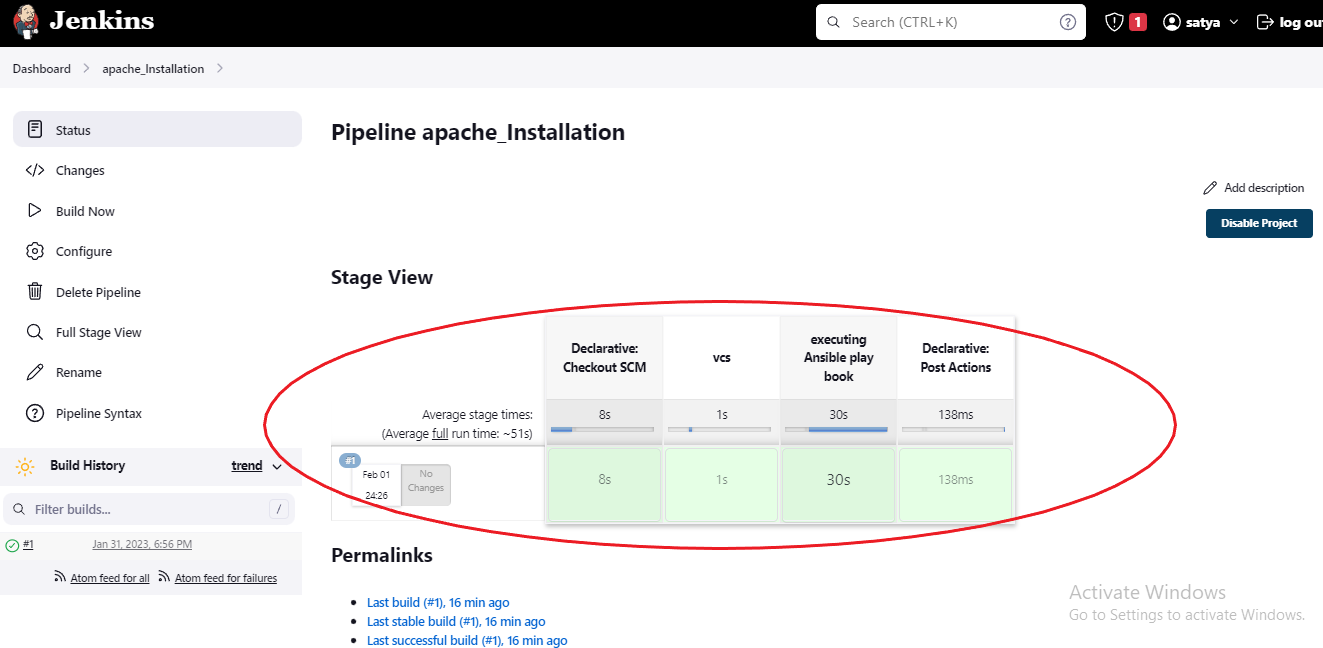 Jenkins
Search (CTRL+K)
?
1
satya
log ou
Dashboard
apache_Installation
Status
Changes
Build Now
Configure
Delete Pipeline
Full Stage View
Rename
Pipeline Syntax
Build History
trend
Filter builds...
/
#1
Jan 31, 2023, 6:56 PM
Atom feed for all
Atom feed for failures
Pipeline apache_Installation
Add description
Disable Project
Stage View
Declarative:
Checkout SCM
vcs
executing
Ansible play
book
Declarative:
Post Actions
Average stage times:
(Average full run time: ~51s)
8s
1s
30s
138ms
#1
Feb 01
24:26
No
Changes
8s
1s
30s
138ms
Permalinks
Last build (#1), 16 min ago
Last stable build (#1), 16 min ago
Last successful build (#1), 16 min ago
Activate Windows
Go to Settings to activate Windows.